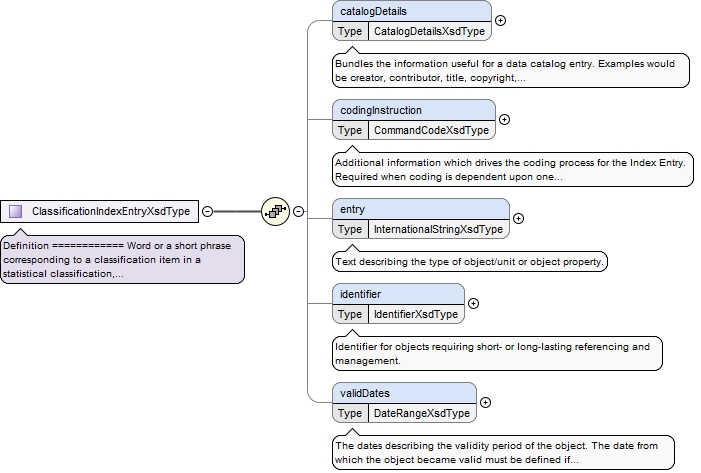 catalogDetails
Type CatalogDetailsXsdType
Bundles the information useful for a data catalog entry. Examples would
be creator, contributor, title, copyright,...
codingInstruction
Type CommandCodeXsdType
Additional information which drives the coding process for the Index Entry.
Required when coding is dependent upon one...
ClassificationIndexEntryXsdType
Definition ============ Word or a short phrase
corresponding to a classification item in a
statistical classification,...
entry
Type InternationalStringXsdType
Text describing the type of object/unit or object property.
identifier
Type IdentifierXsdType
Identifier for objects requiring short- or long-lasting referencing and
management.
validDates
Type DateRangeXsdType
The dates describing the validity period of the object. The date from
which the object became valid must be defined if...